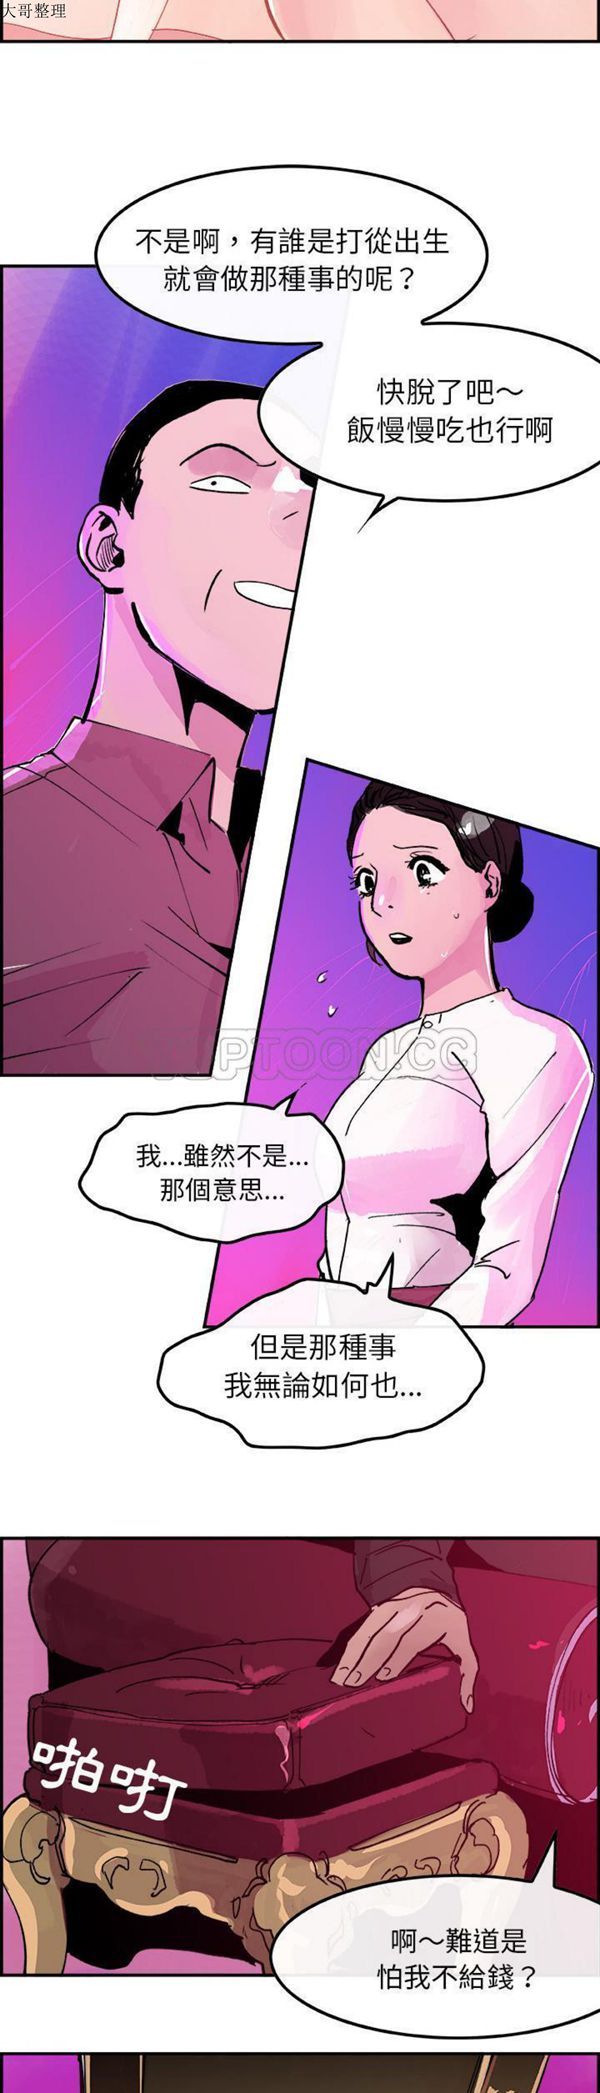 大哥整理
不是啊，有誰是打從出生
就會做那種事的呢？
快脫了吧～
飯慢慢吃也行啊
TOPTOON.CG
我...雖然不是...
那個意思...
但是那種事
我無論如何也...
啪啦
啊～難道是
怕我不給錢？